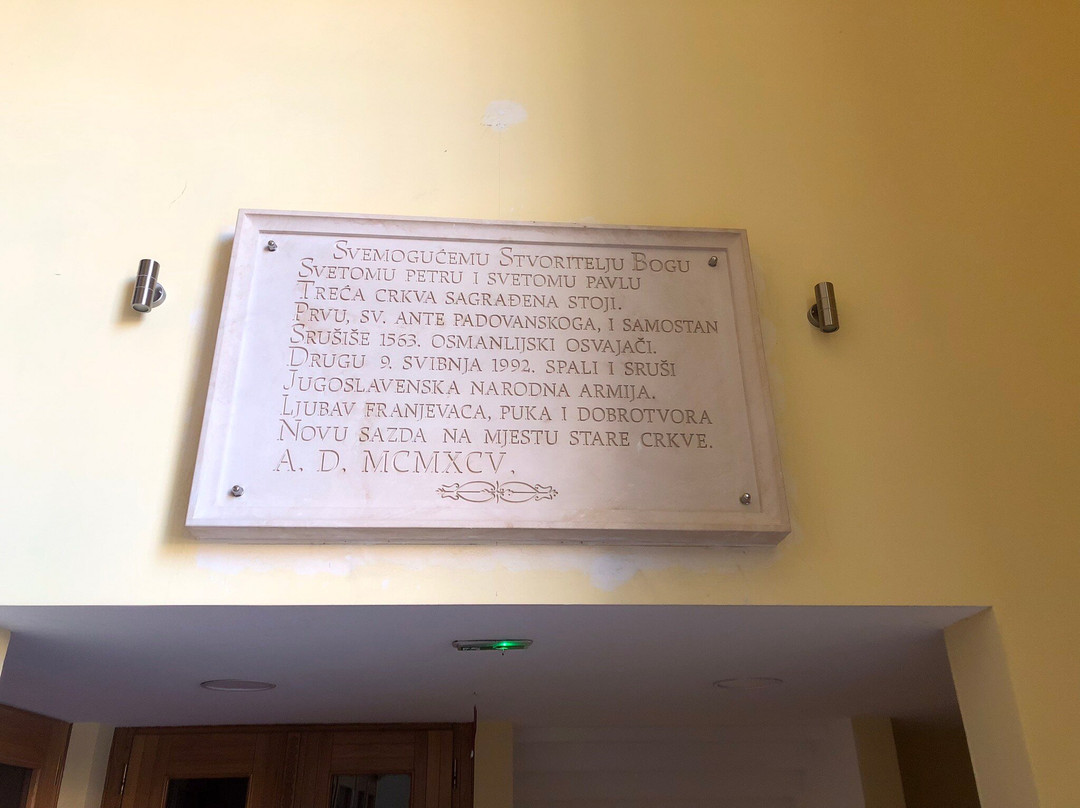 SVEMOGUĆEMU STVORITELJU BOGU
SVETOMU PETRU I SVETOMU PAVLU
TREĆA CRKVA SAGRAĐENA STOJI.
PRVU, SV. ANTE PADOVANSKOGA, I SAMOSTAN
SRUŠIŠE 1563. OSMANLIJSKI OSVAJAČI.
DRUGU 9. SVIBNJA 1992. SPALI I SRUŠI
JUGOSLAVENSKA NARODNA ARMIJA.
LJUBAV FRANJEVACA, PUKA I DOBROTVORA
NOVU SAZDA NA MJESTU STARE CRKVE.
A. D. MCMXCV.